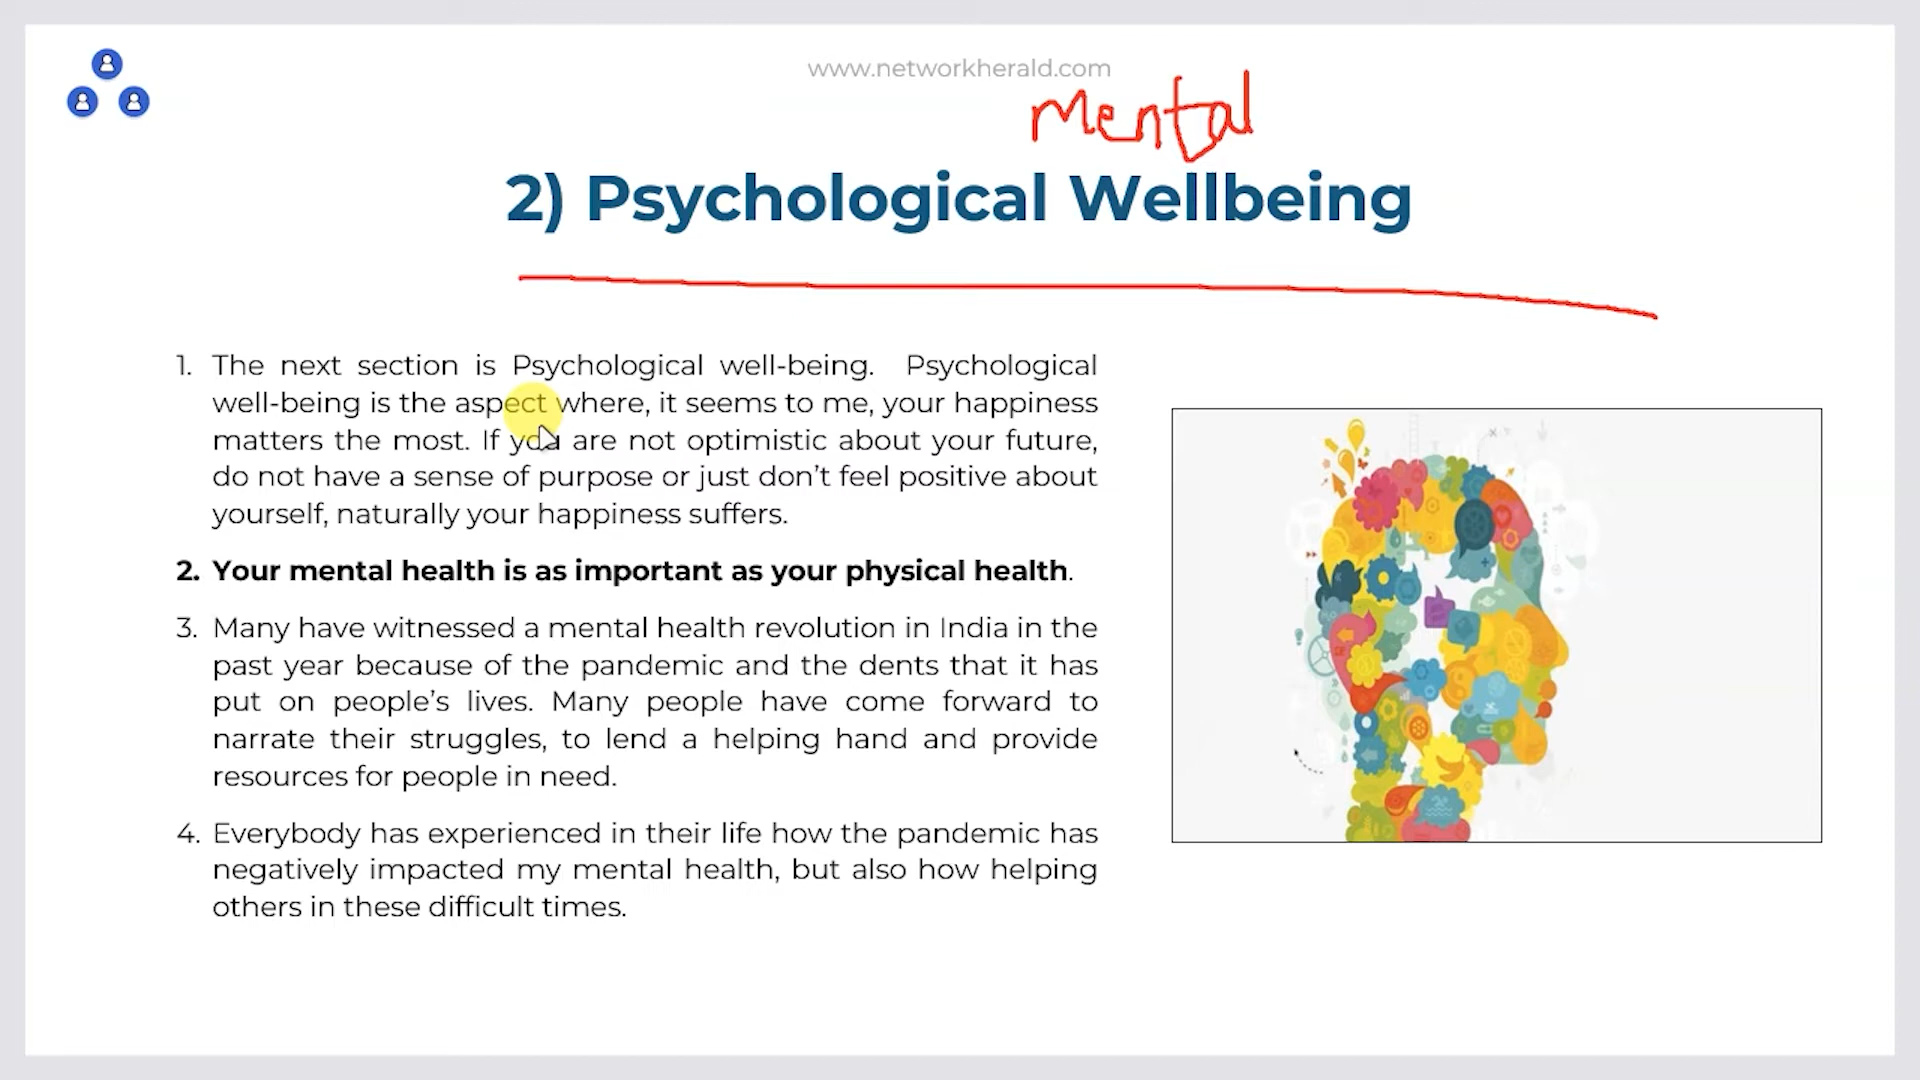 www.networkherald.com
Mental
2) Psychological Wellbeing
1. The next section is Psychological well-being. Psychological
well-being is the aspect where, it seems to me, your happiness
matters the most. If you are not optimistic about your future,
do not have a sense of purpose or just don't feel positive about
yourself, naturally your happiness suffers.
2. Your mental health is as important as your physical health.
3. Many have witnessed a mental health revolution in India in the
past year because of the pandemic and the dents that it has
put on people's lives. Many people have come forward to
narrate their struggles, to lend a helping hand and provide
resources for people in need.
4. Everybody has experienced in their life how the pandemic has
negatively impacted my mental health, but also how helping
others in these difficult times.